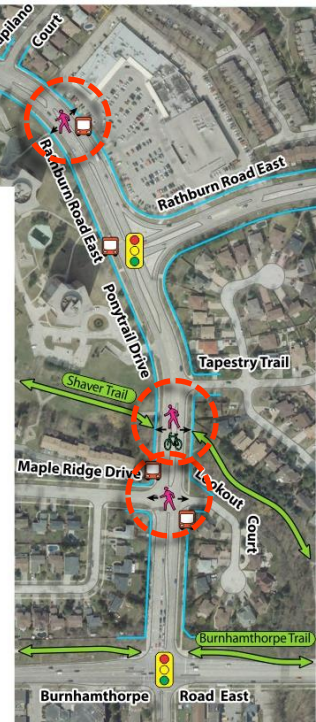 apilano
Court
Rathburn Road East
Rathburn Road East
Ponytrail Drive
Tapestry Trail
Shaver Trail
Maple Ridge Drive
Lookout
Court
Burnhamthorpe Trail
Burnhamthorpe Road East